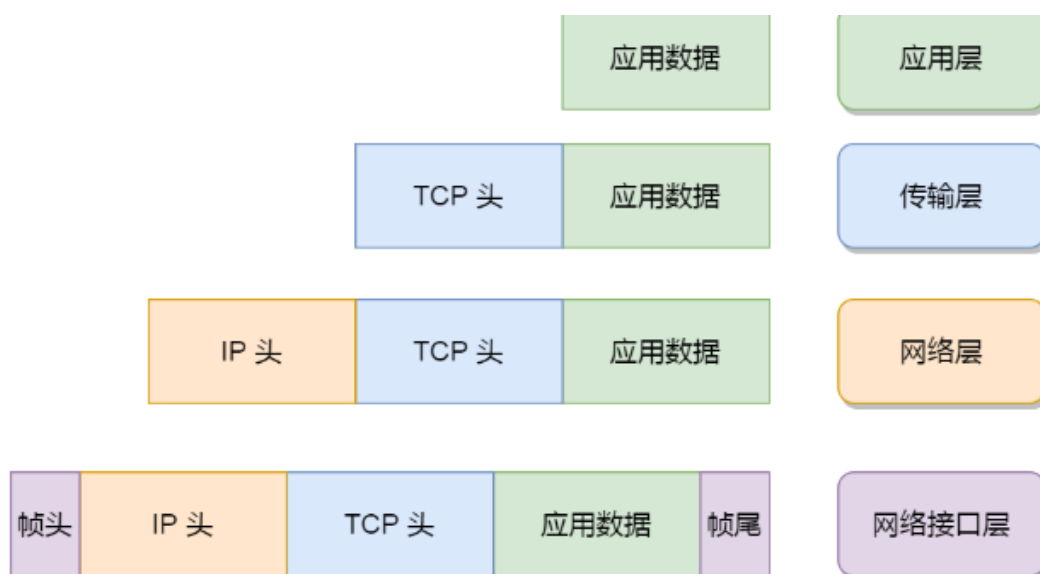 应用数据 应用层
TCP 头 应用数据 传输层
IP 头 TCP 头 应用数据 网络层
帧头 IP 头 TCP 头 应用数据 帧尾 网络接口层